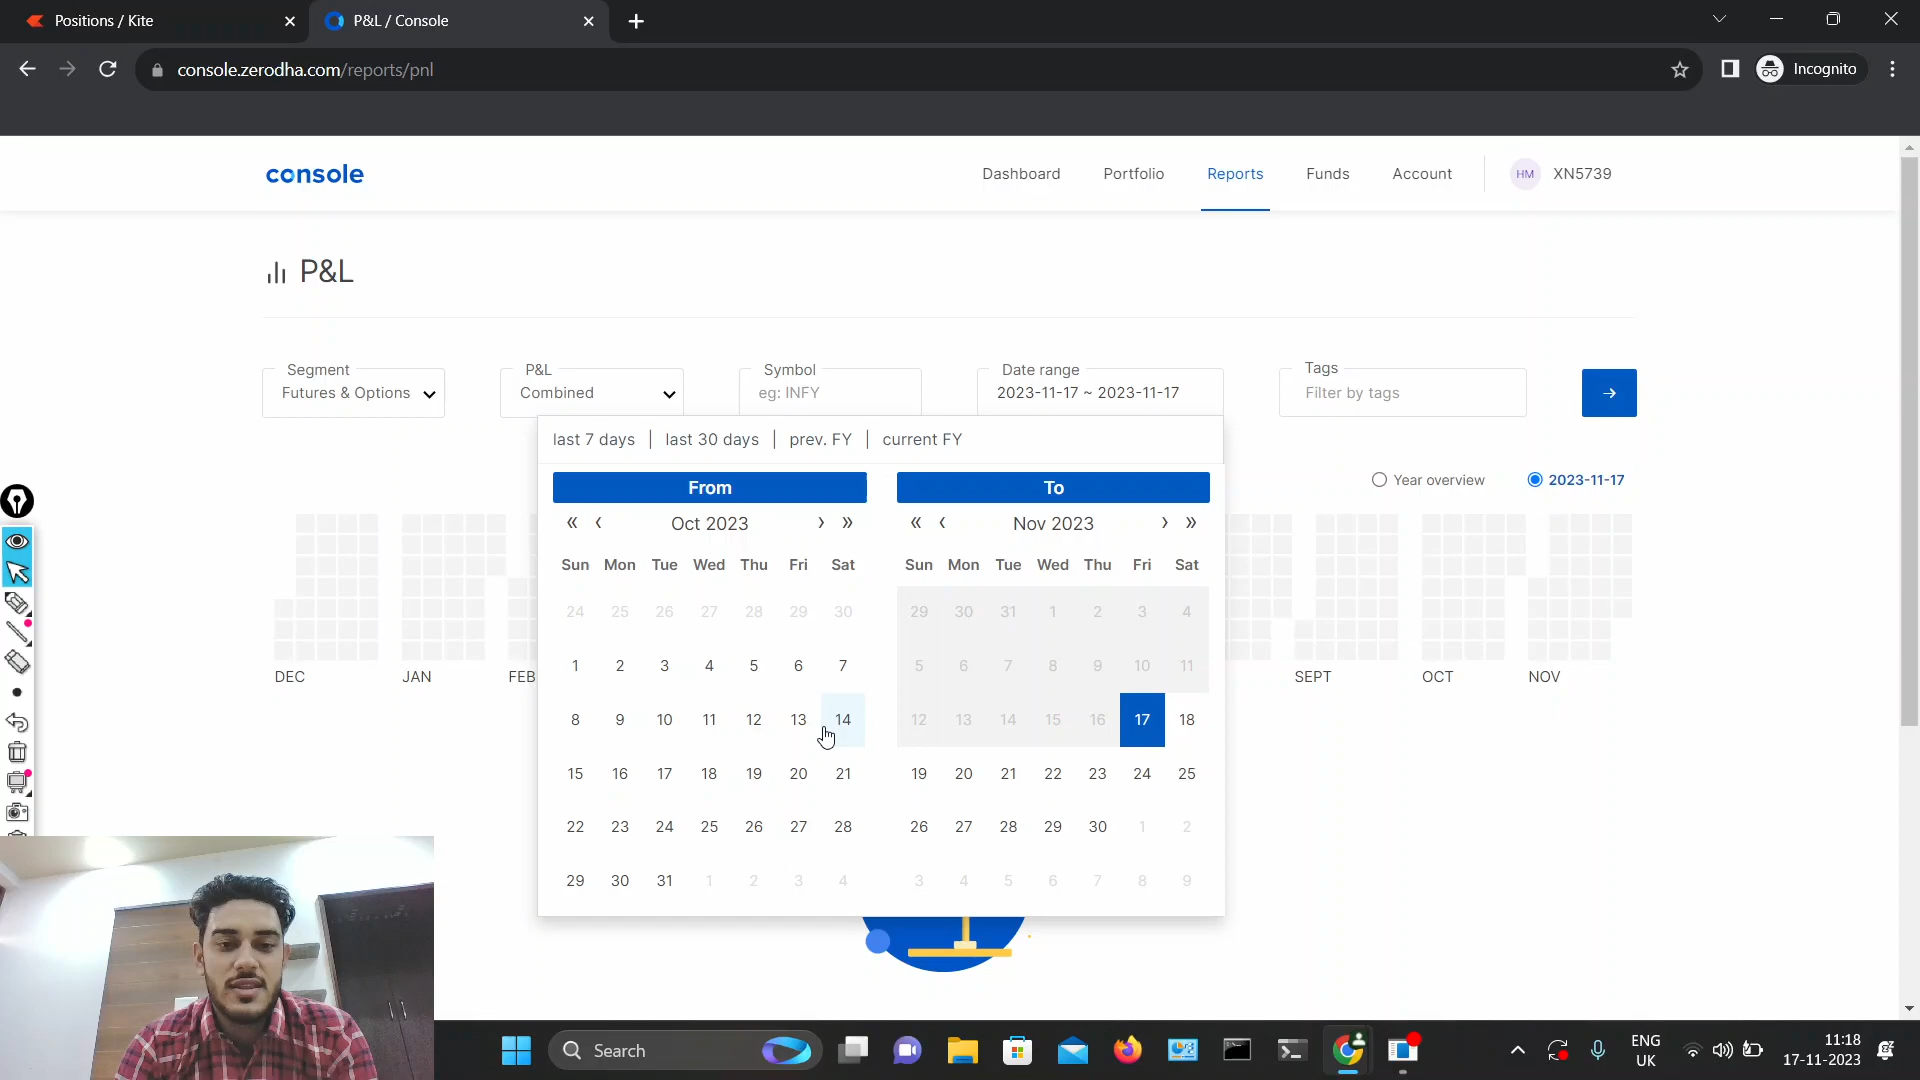 Positions / Kite
P&L / Console
console.zerodha.com/reports/pnl
Incognito
console
Dashboard
Portfolio
Reports
Funds
Account
HM
XN5739
P&L
Segment
Futures & Options
P&L
Combined
Symbol
eg: INFY
Date range
2023-11-17 ~ 2023-11-17
Tags
Filter by tags
last 7 days | last 30 days | prev. FY | current FY
Year overview
2023-11-17
From
« ‹ Oct 2023 › »
Sun Mon Tue Wed Thu Fri Sat
24 25 26 27 28 29 30
1 2 3 4 5 6 7
8 9 10 11 12 13 14
15 16 17 18 19 20 21
22 23 24 25 26 27 28
29 30 31 1 2 3 4
To
« ‹ Nov 2023 › »
Sun Mon Tue Wed Thu Fri Sat
29 30 31 1 2 3 4
5 6 7 8 9 10 11
12 13 14 15 16 17 18
19 20 21 22 23 24 25
26 27 28 29 30 1 2
3 4 5 6 7 8 9
DEC
JAN
FEB
SEPT
OCT
NOV
Search
ENG
UK
11:18
17-11-2023